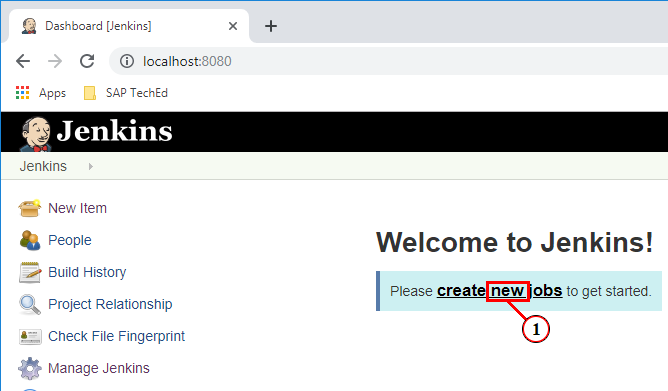 Dashboard [Jenkins]
localhost:8080
Apps
SAP TechEd
Jenkins
Jenkins
New Item
People
Build History
Project Relationship
Check File Fingerprint
Manage Jenkins
Welcome to Jenkins!
Please create new jobs to get started.
1